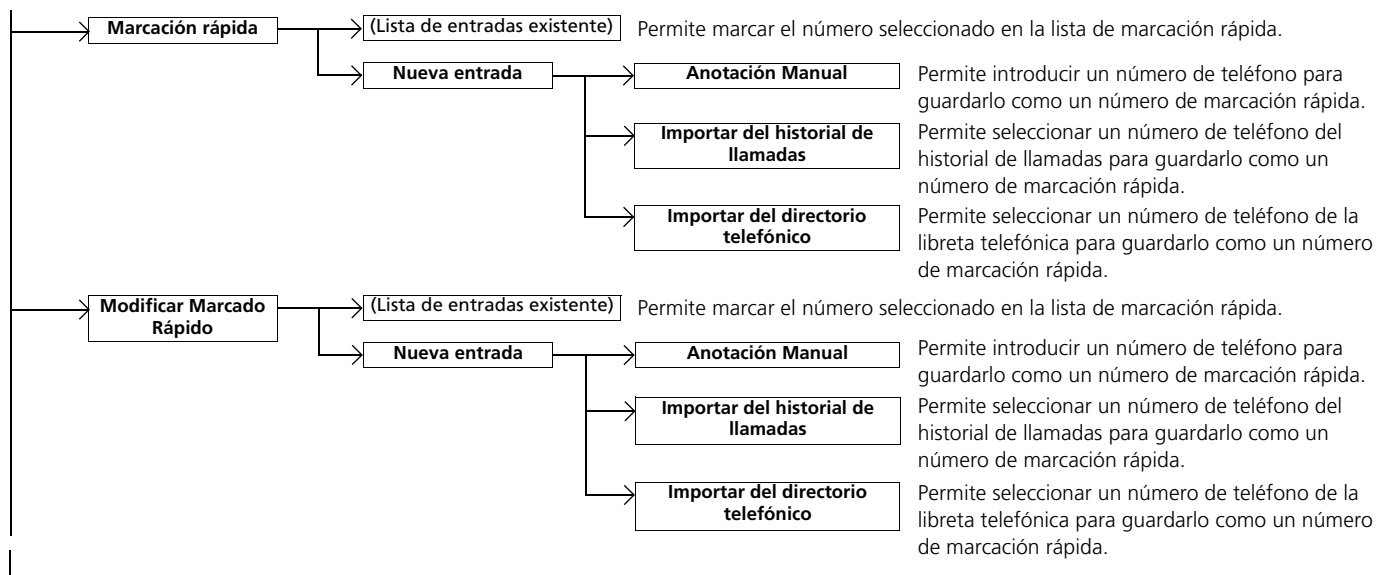 Marcación rápida
(Lista de entradas existente)
Permite marcar el número seleccionado en la lista de marcación rápida.
Nueva entrada
Anotación Manual
Permite introducir un número de teléfono para
guardarlo como un número de marcación rápida.
Importar del historial de
llamadas
Permite seleccionar un número de teléfono del
historial de llamadas para guardarlo como un
número de marcación rápida.
Importar del directorio
telefónico
Permite seleccionar un número de teléfono de la
libreta telefónica para guardarlo como un número
de marcación rápida.
Modificar Marcado
Rápido
(Lista de entradas existente)
Permite marcar el número seleccionado en la lista de marcación rápida.
Nueva entrada
Anotación Manual
Permite introducir un número de teléfono para
guardarlo como un número de marcación rápida.
Importar del historial de
llamadas
Permite seleccionar un número de teléfono del
historial de llamadas para guardarlo como un
número de marcación rápida.
Importar del directorio
telefónico
Permite seleccionar un número de teléfono de la
libreta telefónica para guardarlo como un número
de marcación rápida.